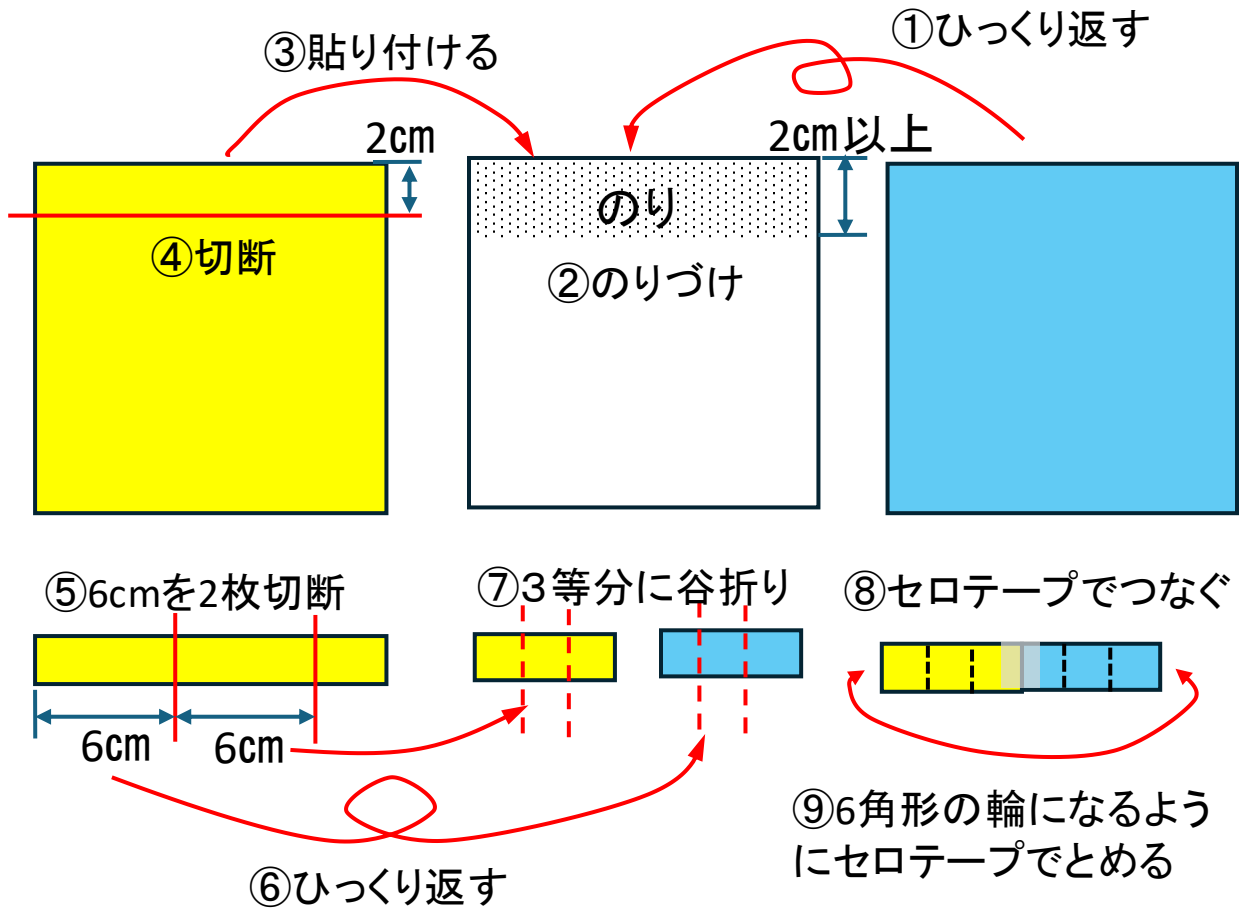 ①ひっくり返す
③貼り付ける
2㎝
2㎝以上
のり
④切断
②のりづけ
⑤6cmを2枚切断
⑦３等分に谷折り
⑧セロテープでつなぐ
6㎝
6㎝
⑨6角形の輪になるよう
にセロテープでとめる
⑥ひっくり返す